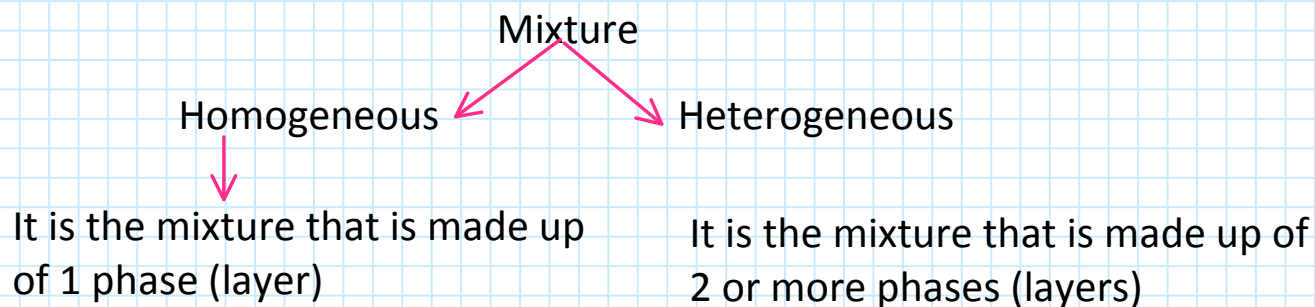 Mixture
Homogeneous
Heterogeneous
It is the mixture that is made up
of 1 phase (layer)
It is the mixture that is made up of
2 or more phases (layers)